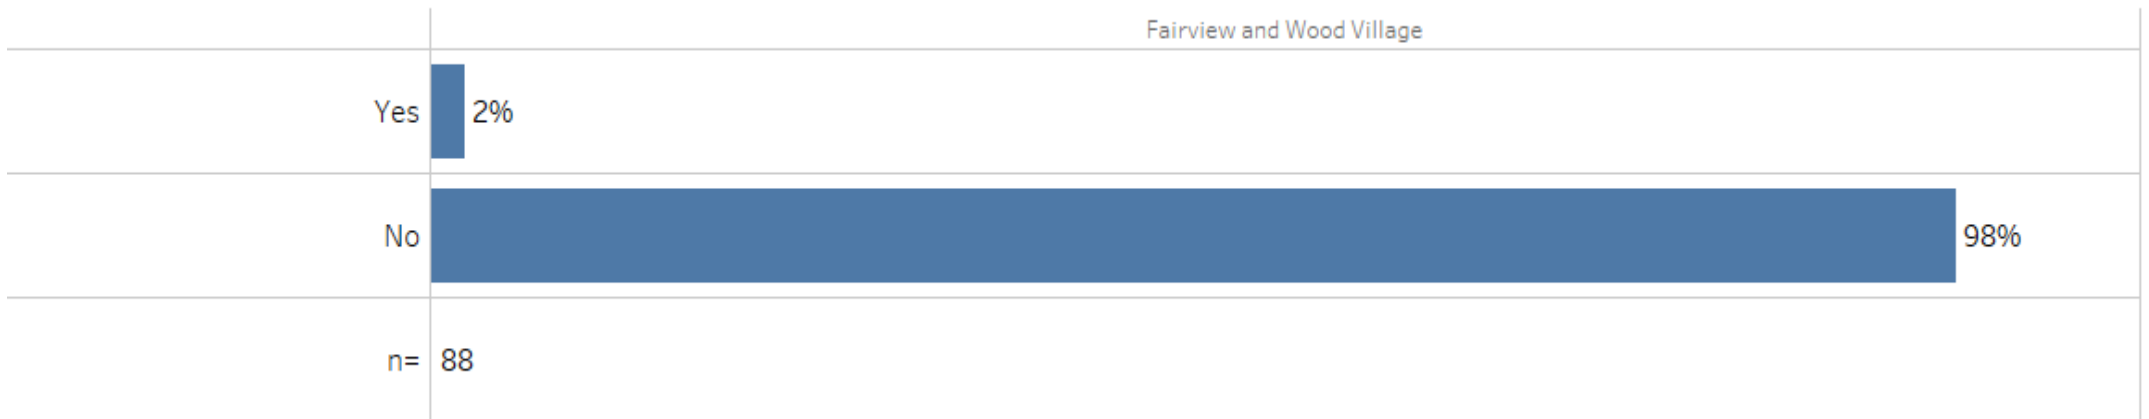 Fairview and Wood Village
Yes 2%
No 98%
n= 88